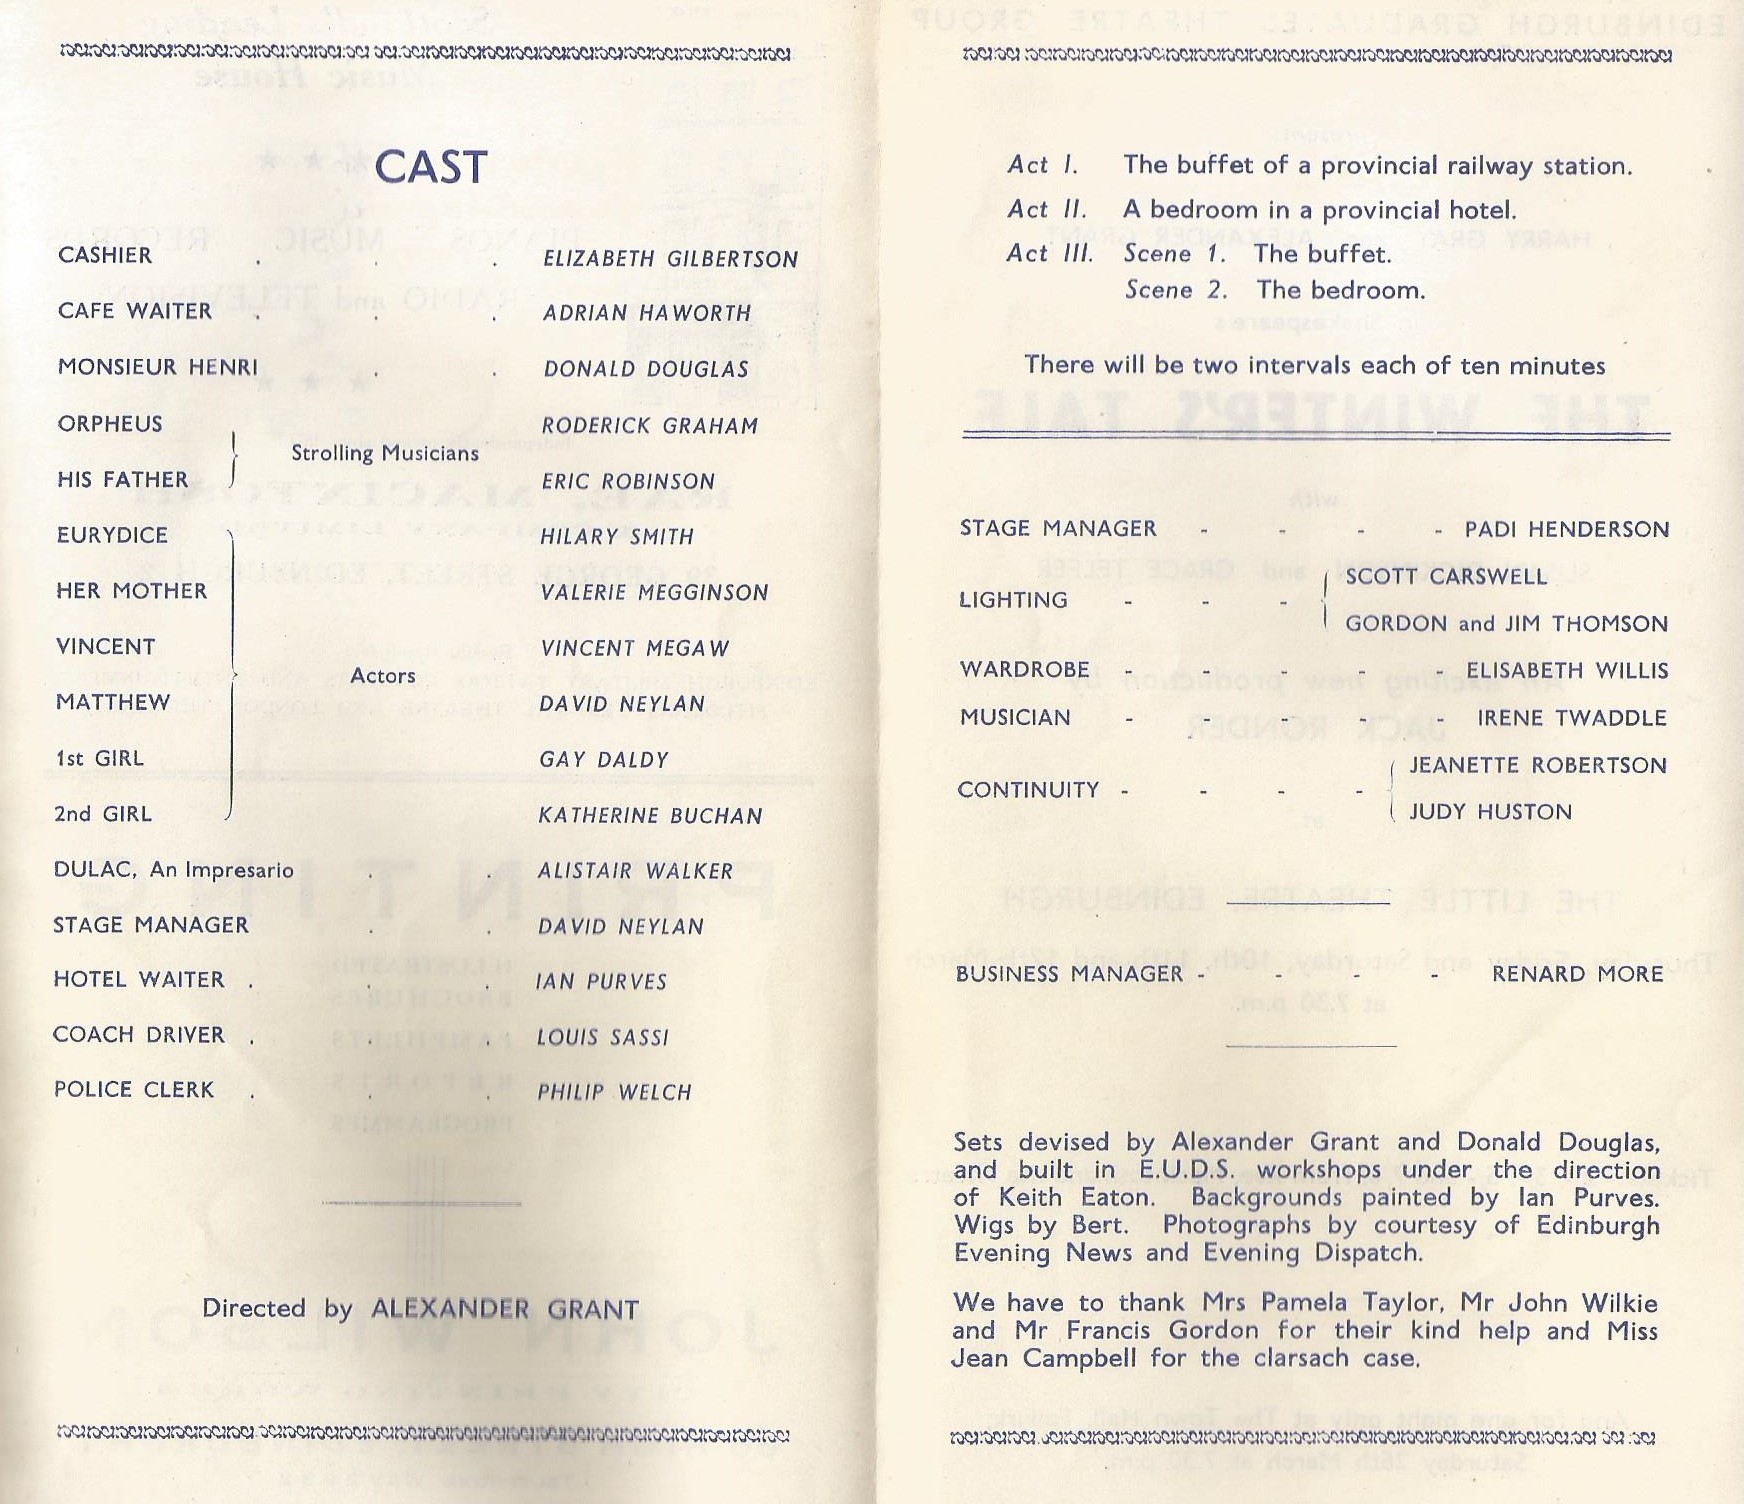 CAST
CASHIER . . . ELIZABETH GILBERTSON
CAFE WAITER . . . ADRIAN HAWORTH
MONSIEUR HENRI . . DONALD DOUGLAS
ORPHEUS RODERICK GRAHAM
Strolling Musicians
HIS FATHER ERIC ROBINSON
EURYDICE HILARY SMITH
HER MOTHER VALERIE MEGGINSON
VINCENT VINCENT MEGAW
Actors
MATTHEW DAVID NEYLAN
1st GIRL GAY DALDY
2nd GIRL KATHERINE BUCHAN
DULAC, An Impresario . . ALISTAIR WALKER
STAGE MANAGER . . DAVID NEYLAN
HOTEL WAITER . . . IAN PURVES
COACH DRIVER . . . LOUIS SASSI
POLICE CLERK . . . PHILIP WELCH
Directed by ALEXANDER GRANT
Act I. The buffet of a provincial railway station.
Act II. A bedroom in a provincial hotel.
Act III. Scene 1. The buffet.
Scene 2. The bedroom.
There will be two intervals each of ten minutes
STAGE MANAGER - - - - PADI HENDERSON
SCOTT CARSWELL
LIGHTING - - -
GORDON and JIM THOMSON
WARDROBE - - - - - ELISABETH WILLIS
MUSICIAN - - - - - IRENE TWADDLE
JEANETTE ROBERTSON
CONTINUITY - - - -
JUDY HUSTON
BUSINESS MANAGER - - - - RENARD MORE
Sets devised by Alexander Grant and Donald Douglas,
and built in E.U.D.S. workshops under the direction
of Keith Eaton. Backgrounds painted by Ian Purves.
Wigs by Bert. Photographs by courtesy of Edinburgh
Evening News and Evening Dispatch.
We have to thank Mrs Pamela Taylor, Mr John Wilkie
and Mr Francis Gordon for their kind help and Miss
Jean Campbell for the clarsach case.